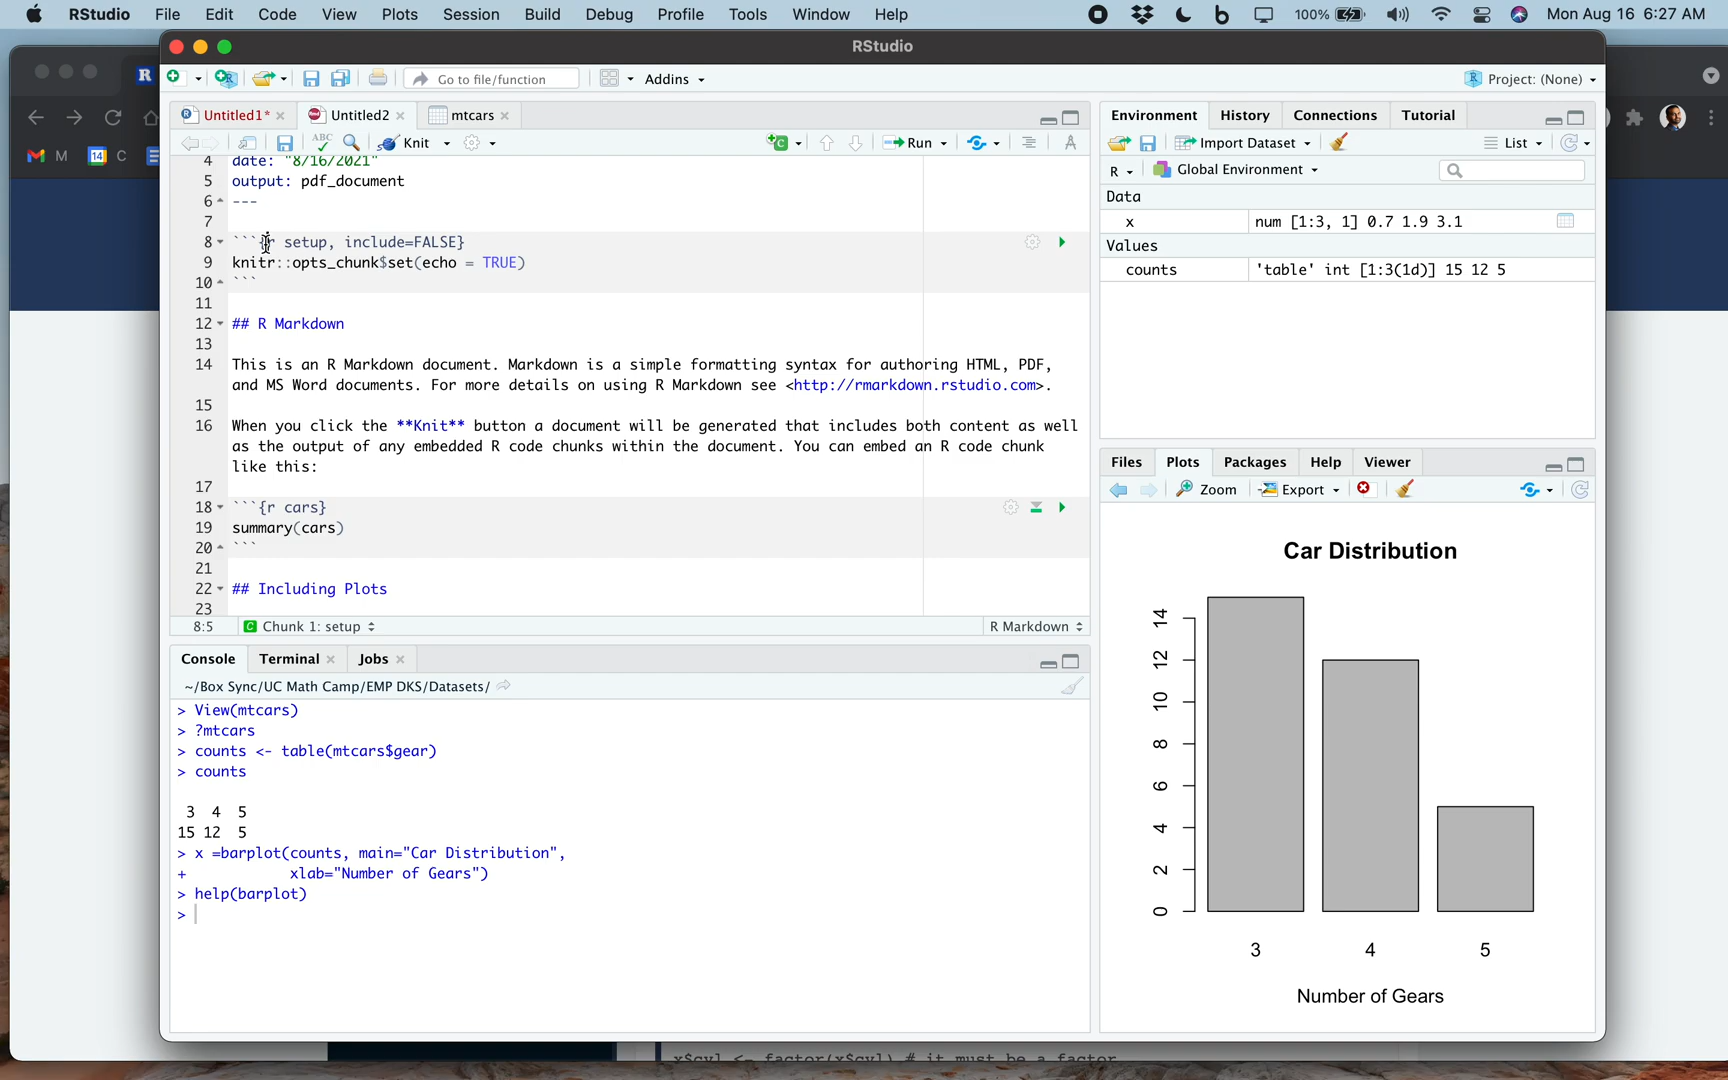 RStudio File Edit Code View Plots Session Build Debug Profile Tools Window Help 100% Mon Aug 16 6:27 AM
RStudio
Go to file/function Addins Project: (None)
Untitled1* Untitled2 mtcars
ABC Knit Run
4 date: "8/16/2021"
5 output: pdf_document
6 ---
7
8 ```{r setup, include=FALSE}
9 knitr::opts_chunk$set(echo = TRUE)
10 ```
11
12 ## R Markdown
13
14 This is an R Markdown document. Markdown is a simple formatting syntax for authoring HTML, PDF,
and MS Word documents. For more details on using R Markdown see <http://rmarkdown.rstudio.com>.
15
16 When you click the **Knit** button a document will be generated that includes both content as well
as the output of any embedded R code chunks within the document. You can embed an R code chunk
like this:
17
18 ```{r cars}
19 summary(cars)
20 ```
21
22 ## Including Plots
23
8:5 C Chunk 1: setup R Markdown
Console Terminal Jobs
~/Box Sync/UC Math Camp/EMP DKS/Datasets/
> View(mtcars)
> ?mtcars
> counts <- table(mtcars$gear)
> counts
3 4 5
15 12 5
> x =barplot(counts, main="Car Distribution",
+ xlab="Number of Gears")
> help(barplot)
>
Environment History Connections Tutorial
Import Dataset List
R Global Environment
Data
x num [1:3, 1] 0.7 1.9 3.1
Values
counts 'table' int [1:3(1d)] 15 12 5
Files Plots Packages Help Viewer
Zoom Export
Car Distribution
14
12
10
8
6
4
2
0
3 4 5
Number of Gears
R
M 14 C
x$cyl <- factor(x$cyl) # it must be a factor